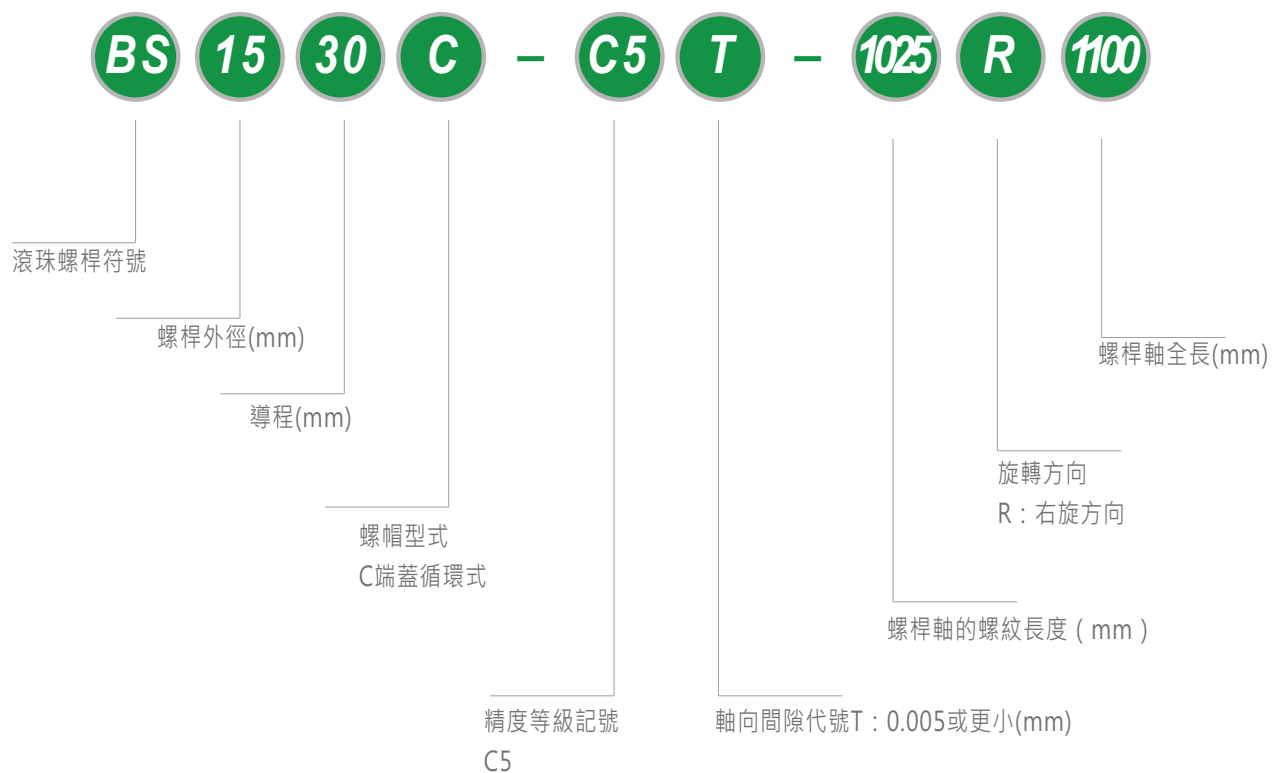 BS 15 30 C – C5 T – 1025 R 1100
滾珠螺桿符號
螺桿外徑(mm)
螺桿軸全長(mm)
導程(mm)
旋轉方向
R：右旋方向
螺帽型式
C端蓋循環式
螺桿軸的螺紋長度（mm）
精度等級記號
C5
軸向間隙代號T：0.005或更小(mm)